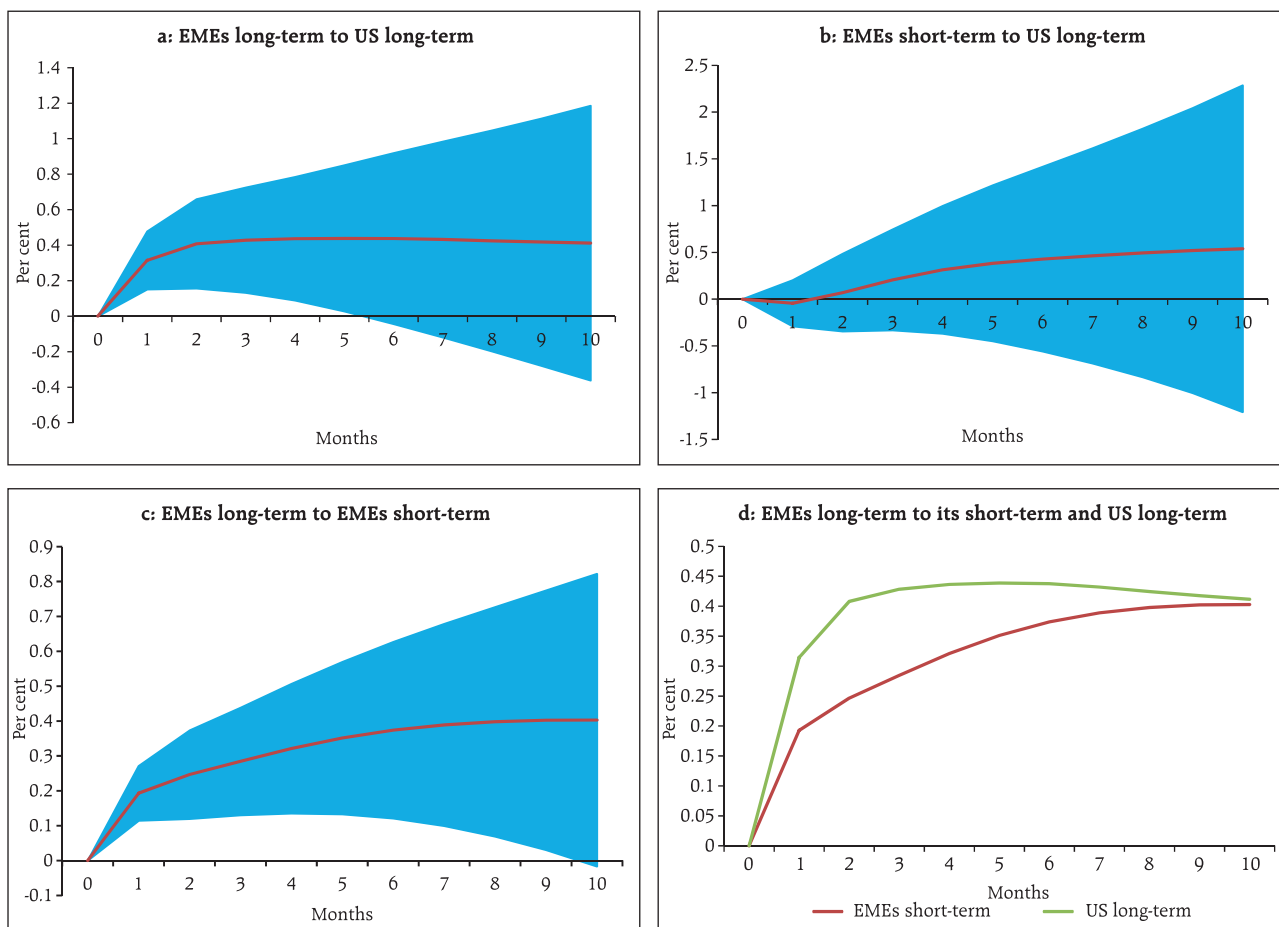 a: EMEs long-term to US long-term
1.4
1.2
1
0.8
0.6
0.4
0.2
0
-0.2
-0.4
-0.6
Per cent
0 1 2 3 4 5 6 7 8 9 10
Months
b: EMEs short-term to US long-term
2.5
2
1.5
1
0.5
0
-0.5
-1
-1.5
Per cent
0 1 2 3 4 5 6 7 8 9 10
Months
c: EMEs long-term to EMEs short-term
0.9
0.8
0.7
0.6
0.5
0.4
0.3
0.2
0.1
0
-0.1
Per cent
0 1 2 3 4 5 6 7 8 9 10
Months
d: EMEs long-term to its short-term and US long-term
0.5
0.45
0.4
0.35
0.3
0.25
0.2
0.15
0.1
0.05
0
Per cent
0 1 2 3 4 5 6 7 8 9 10
Months
EMEs short-term US long-term